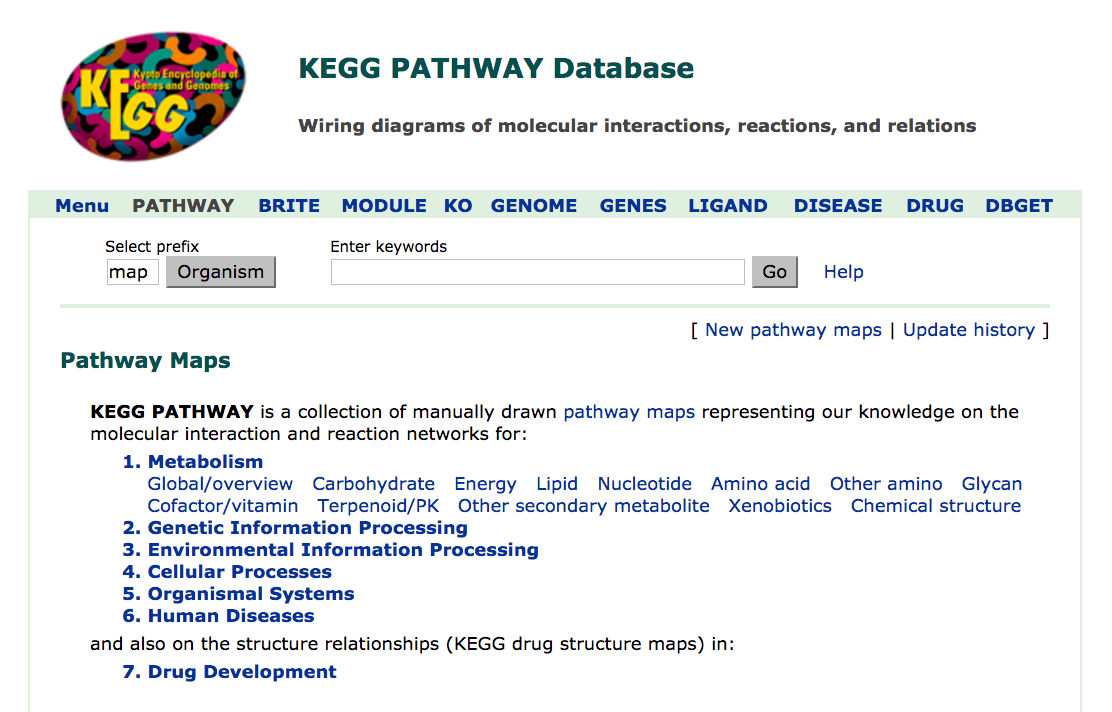 KEGG
Kyoto Encyclopedia of
Genes and Genomes
KEGG PATHWAY Database
Wiring diagrams of molecular interactions, reactions, and relations
Menu PATHWAY BRITE MODULE KO GENOME GENES LIGAND DISEASE DRUG DBGET
Select prefix Enter keywords
map Organism Go Help
[ New pathway maps | Update history ]
Pathway Maps
KEGG PATHWAY is a collection of manually drawn pathway maps representing our knowledge on the
molecular interaction and reaction networks for:
1. Metabolism
Global/overview Carbohydrate Energy Lipid Nucleotide Amino acid Other amino Glycan
Cofactor/vitamin Terpenoid/PK Other secondary metabolite Xenobiotics Chemical structure
2. Genetic Information Processing
3. Environmental Information Processing
4. Cellular Processes
5. Organismal Systems
6. Human Diseases
and also on the structure relationships (KEGG drug structure maps) in:
7. Drug Development